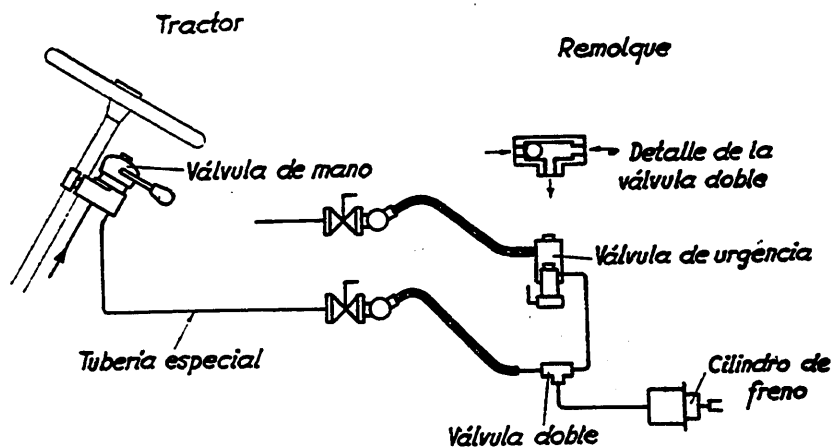 Tractor
Remolque
Válvula de mano
Detalle de la
válvula doble
Válvula de urgéncia
Tubería especial
Válvula doble
Cilindro de
freno